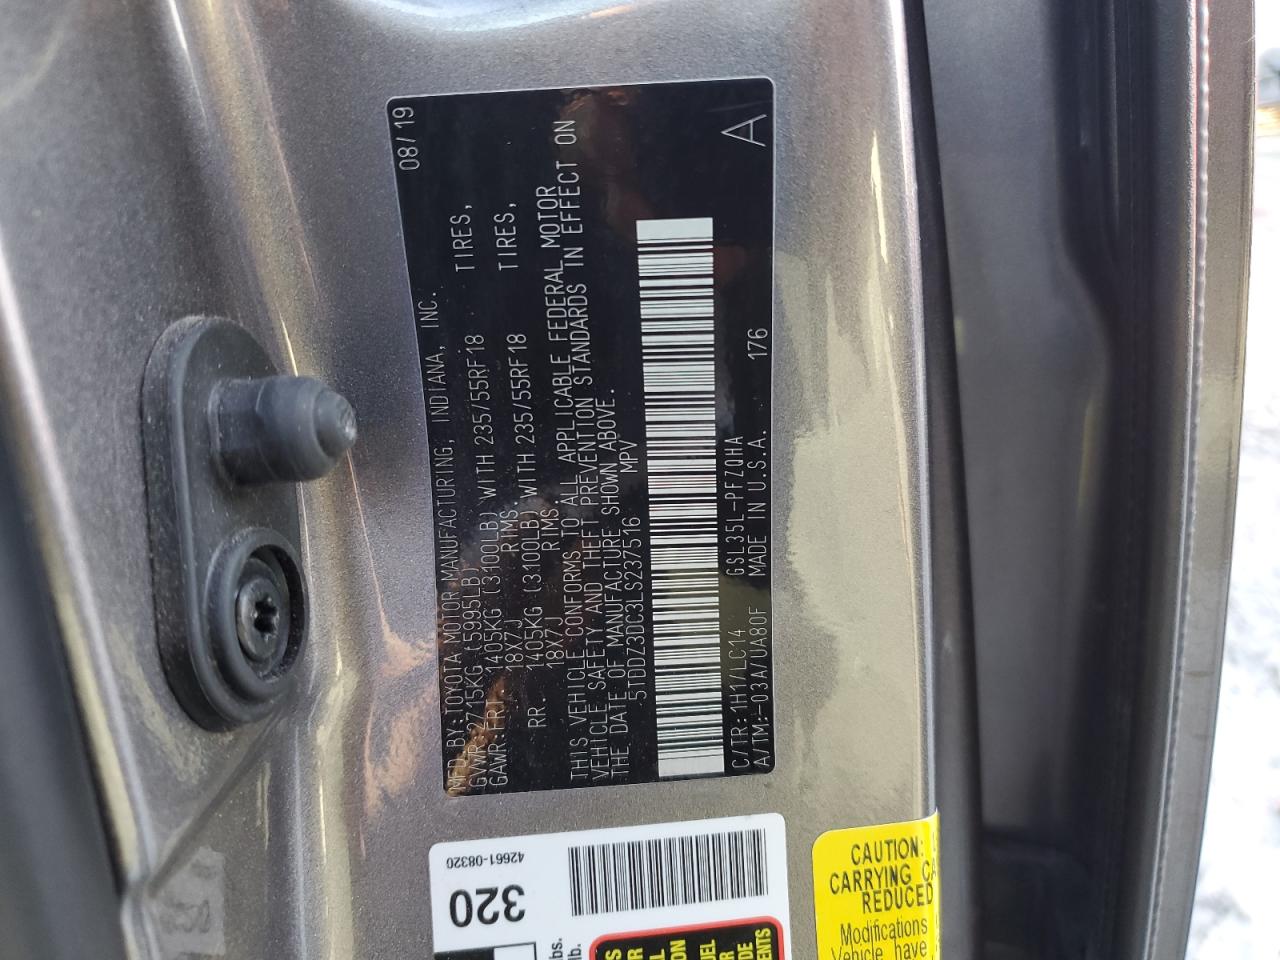 MFD.BY:TOYOTA MOTOR MANUFACTURING, INDIANA, INC. 08/19
GVWR:2715KG (5995LB)
GAWR:FRT. 1405KG (3100LB) WITH 235/55RF18 TIRES,
18X7J RIMS.
RR. 1405KG (3100LB) WITH 235/55RF18 TIRES,
18X7J RIMS.
THIS VEHICLE CONFORMS TO ALL APPLICABLE FEDERAL MOTOR
VEHICLE SAFETY AND THEFT PREVENTION STANDARDS IN EFFECT ON
THE DATE OF MANUFACTURE SHOWN ABOVE.
5TDDZ3DC3LS237516 MPV
C/TR:1H1/LC14 GSL35L-PFZQHA
A/TM:-03A/UA80F MADE IN U.S.A. 176 A
42661-08320
320
CAUTION:
CARRYING
REDUCED
Modifications
Vehicle have